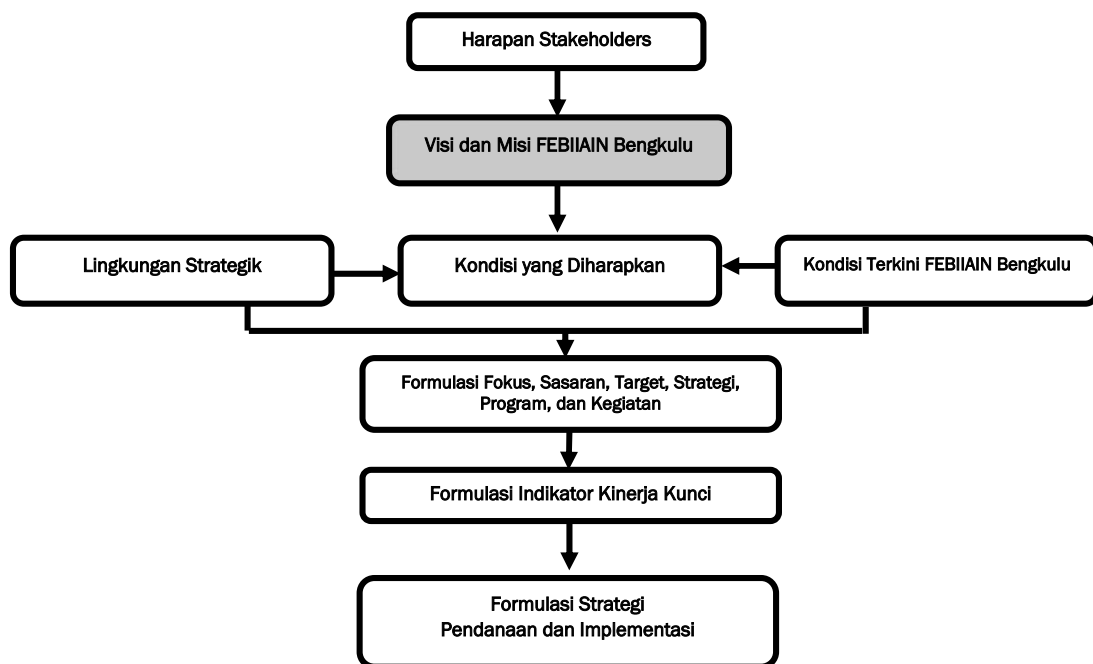 Harapan Stakeholders
Visi dan Misi FEBIIAIN Bengkulu
Lingkungan Strategik
Kondisi yang Diharapkan
Kondisi Terkini FEBIIAIN Bengkulu
Formulasi Fokus, Sasaran, Target, Strategi,
Program, dan Kegiatan
Formulasi Indikator Kinerja Kunci
Formulasi Strategi
Pendanaan dan Implementasi